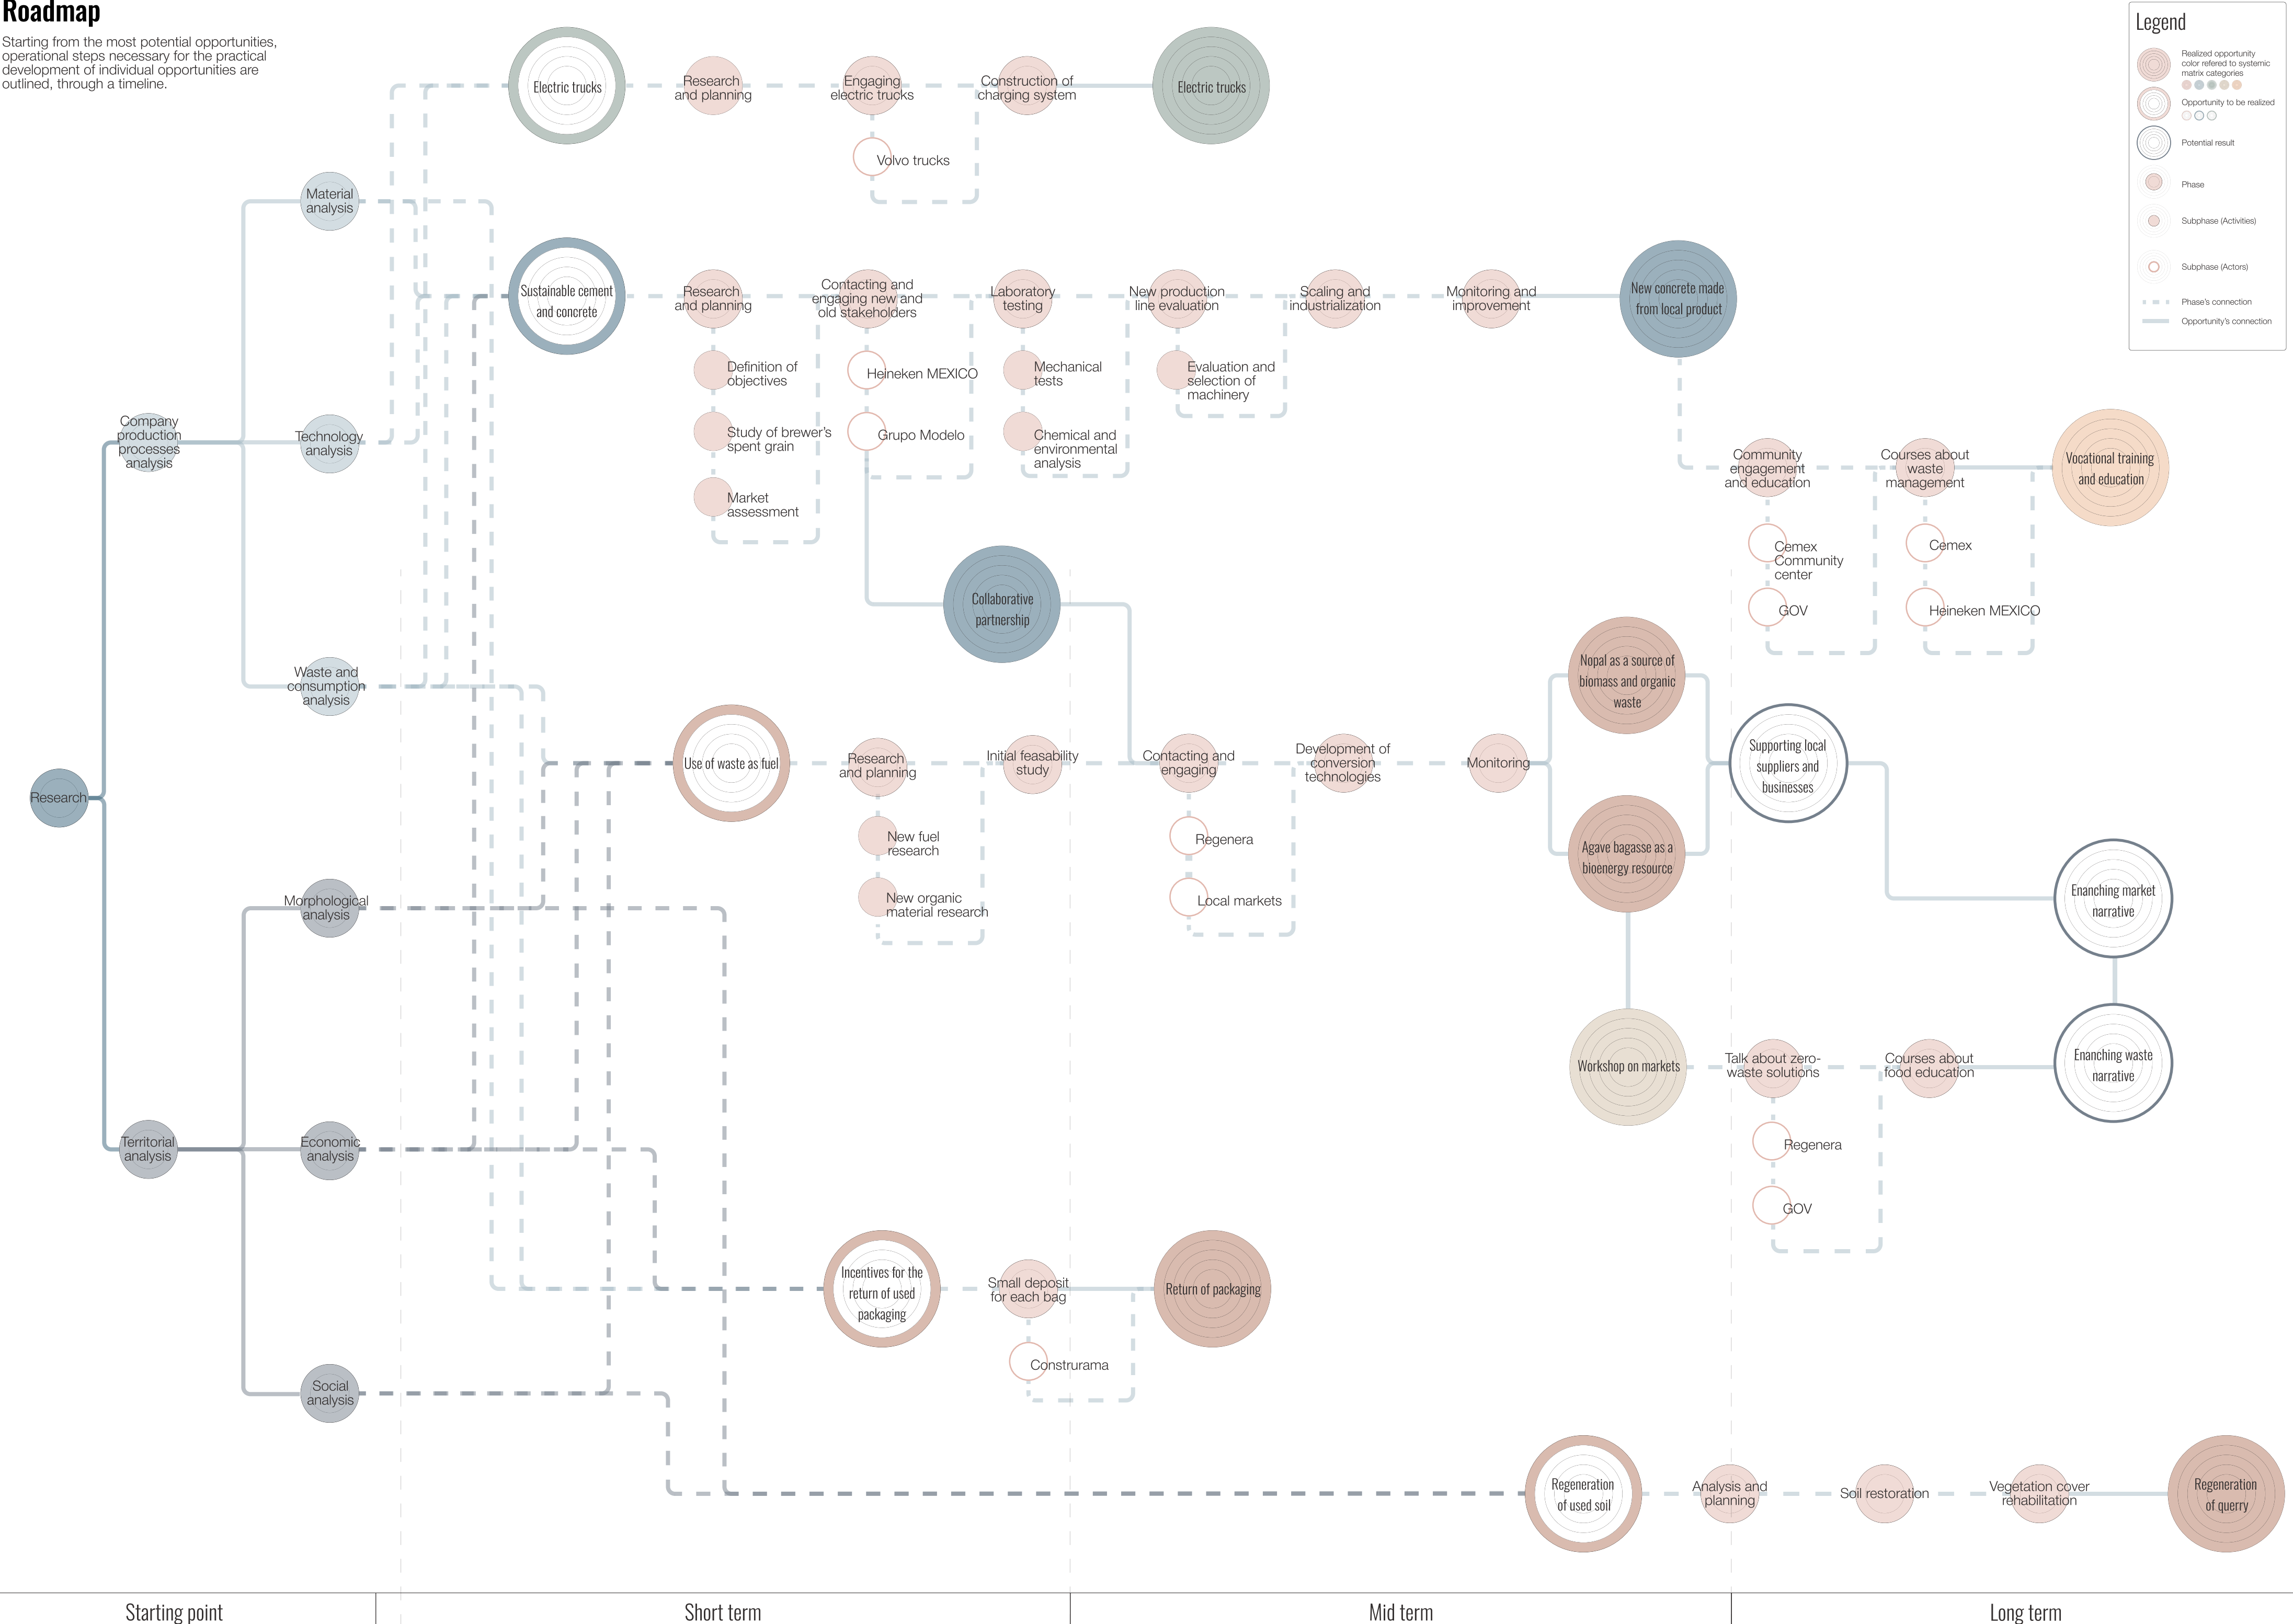 Roadmap
Starting from the most potential opportunities,
operational steps necessary for the practical
development of individual opportunities are
outlined, through a timeline.
Legend
Realized opportunity
color refered to systemic
matrix categories
Opportunity to be realized
Potential result
Phase
Subphase (Activities)
Subphase (Actors)
Phase's connection
Opportunity's connection
Electric trucks
Research
and planning
Engaging
electric trucks
Volvo trucks
Construction of
charging system
Electric trucks
Material
analysis
Sustainable cement
and concrete
Research
and planning
Definition of
objectives
Study of brewer's
spent grain
Market
assessment
Contacting and
engaging new and
old stakeholders
Heineken MEXICO
Grupo Modelo
Laboratory
testing
Mechanical
tests
Chemical and
environmental
analysis
New production
line evaluation
Evaluation and
selection of
machinery
Scaling and
industrialization
Monitoring and
improvement
New concrete made
from local product
Company
production
processes
analysis
Technology
analysis
Community
engagement
and education
Cemex
Community
center
GOV
Courses about
waste
management
Cemex
Heineken MEXICO
Vocational training
and education
Collaborative
partnership
Waste and
consumption
analysis
Research
Use of waste as fuel
Research
and planning
New fuel
research
New organic
material research
Initial feasability
study
Contacting and
engaging
Regenera
Local markets
Development of
conversion
technologies
Monitoring
Nopal as a source of
biomass and organic
waste
Agave bagasse as a
bioenergy resource
Supporting local
suppliers and
businesses
Enanching market
narrative
Morphological
analysis
Territorial
analysis
Economic
analysis
Workshop on markets
Talk about zero-
waste solutions
Regenera
GOV
Courses about
food education
Enanching waste
narrative
Incentives for the
return of used
packaging
Small deposit
for each bag
Construrama
Return of packaging
Social
analysis
Regeneration
of used soil
Analysis and
planning
Soil restoration
Vegetation cover
rehabilitation
Regeneration
of querry
Starting point
Short term
Mid term
Long term